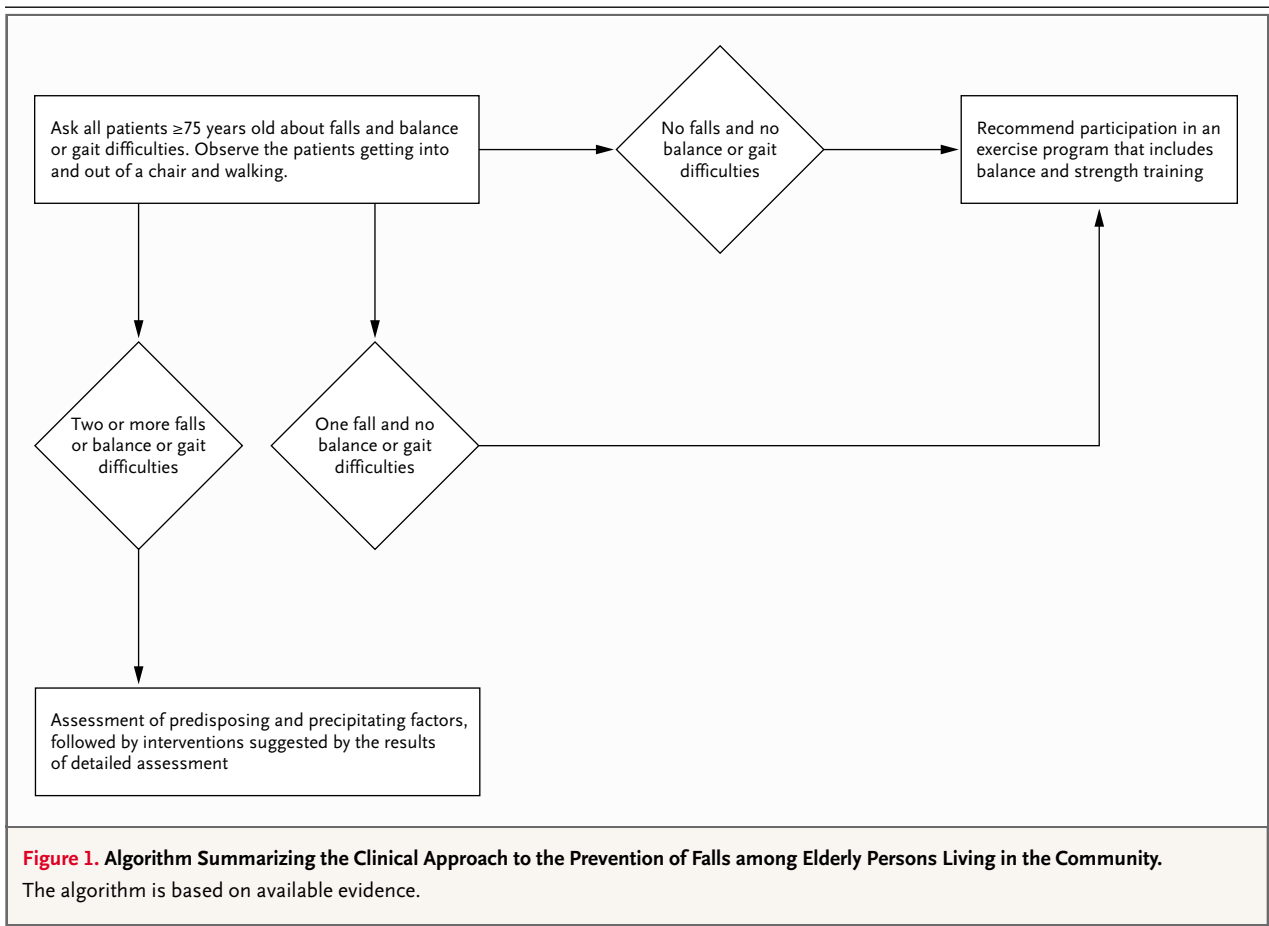 Ask all patients ≥75 years old about falls and balance
or gait difficulties. Observe the patients getting into
and out of a chair and walking.
No falls and no
balance or gait
difficulties
Recommend participation in an
exercise program that includes
balance and strength training
Two or more falls
or balance or gait
difficulties
One fall and no
balance or gait
difficulties
Assessment of predisposing and precipitating factors,
followed by interventions suggested by the results
of detailed assessment
Figure 1. Algorithm Summarizing the Clinical Approach to the Prevention of Falls among Elderly Persons Living in the Community.
The algorithm is based on available evidence.